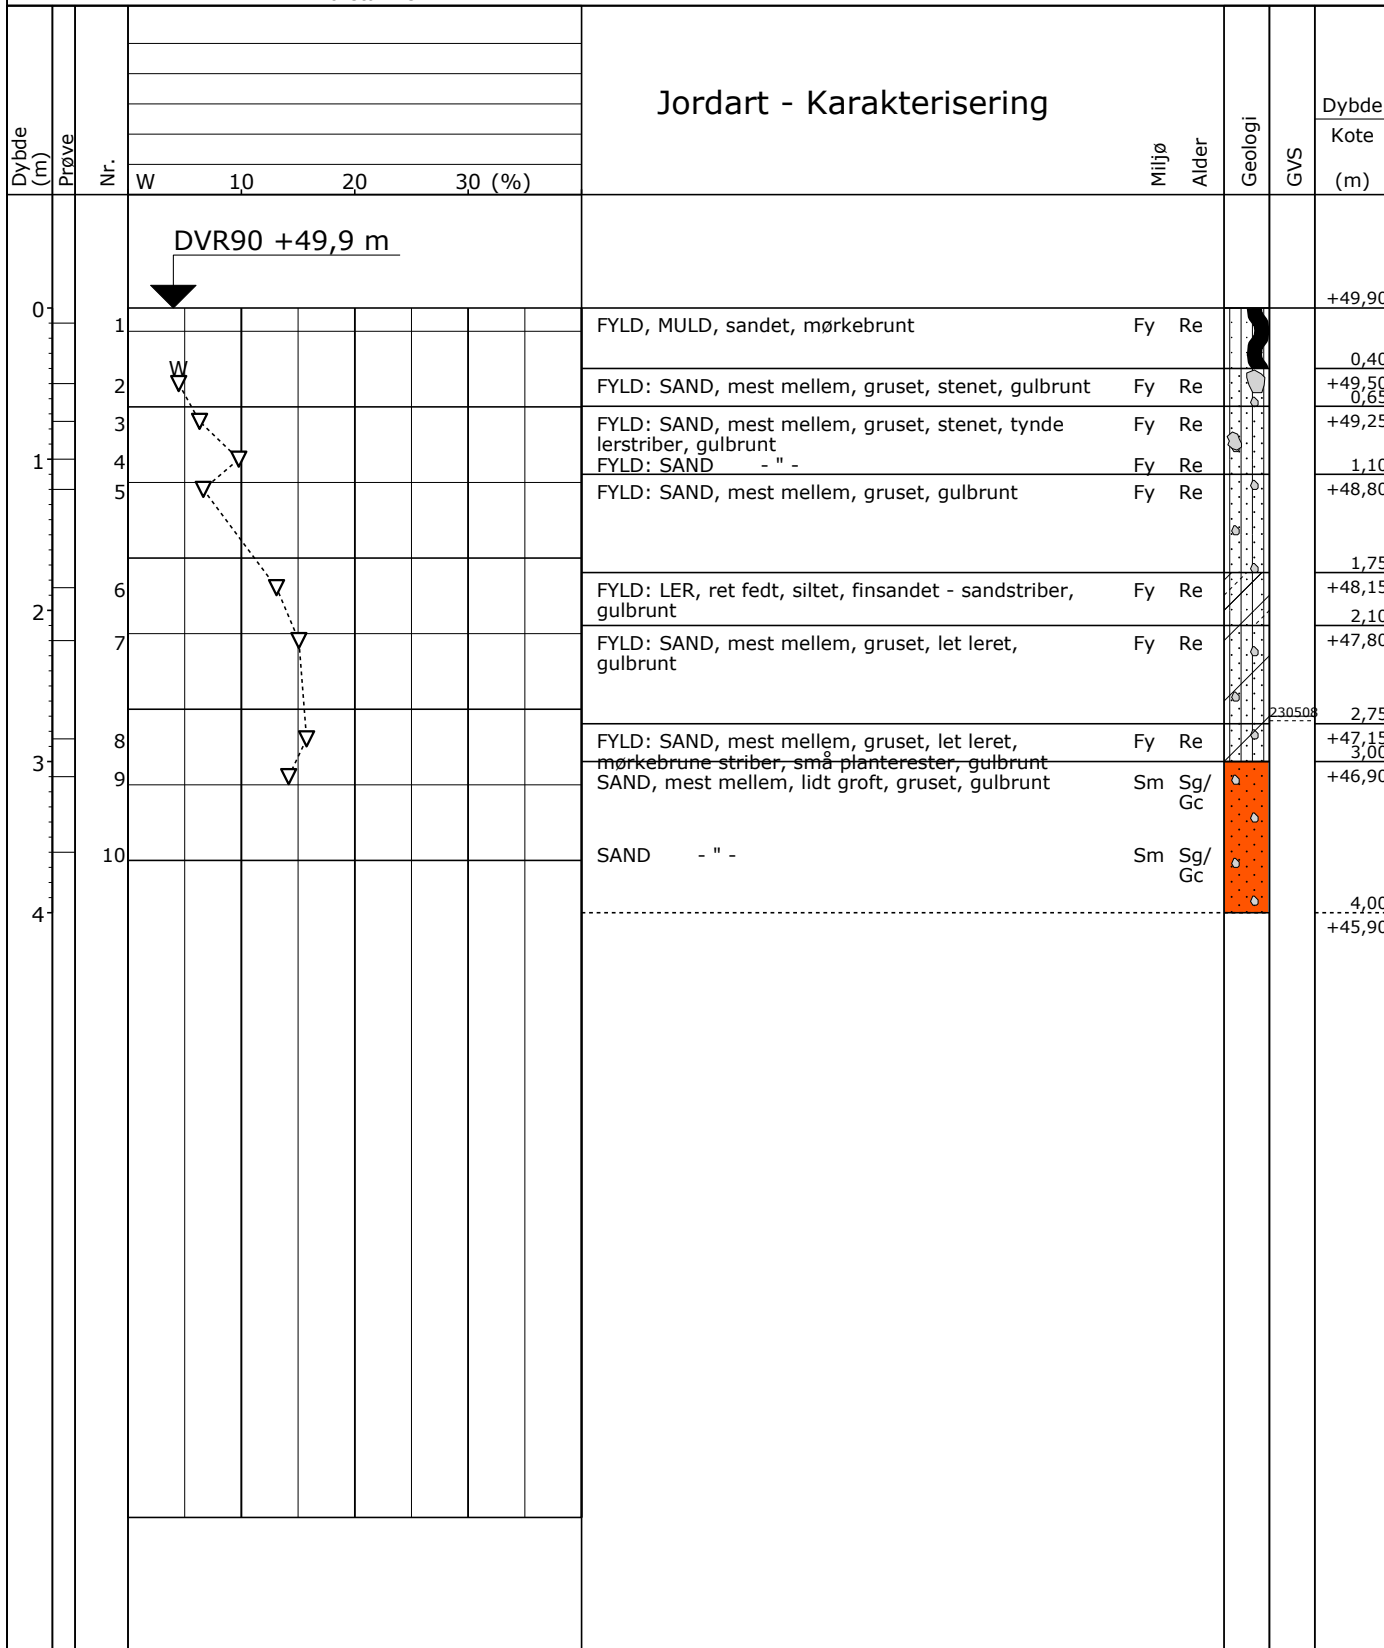 Jordart - Karakterisering
Dybde (m)
Prøve
Nr.
W 10 20 30 (%)
Miljø
Alder
Geologi
GVS
Dybde
Kote
(m)
DVR90 +49,9 m
0
+49,90
1 FYLD, MULD, sandet, mørkebrunt Fy Re
0,40
W
2 FYLD: SAND, mest mellem, gruset, stenet, gulbrunt Fy Re +49,50
0,65
3 FYLD: SAND, mest mellem, gruset, stenet, tynde Fy Re +49,25
lerstriber, gulbrunt
1 4 FYLD: SAND - " - Fy Re 1,10
5 FYLD: SAND, mest mellem, gruset, gulbrunt Fy Re +48,80
1,75
6 FYLD: LER, ret fedt, siltet, finsandet - sandstriber, Fy Re +48,15
2 gulbrunt 2,10
7 FYLD: SAND, mest mellem, gruset, let leret, Fy Re +47,80
gulbrunt
230508 2,75
8 FYLD: SAND, mest mellem, gruset, let leret, Fy Re +47,15
3 mørkebrune striber, små planterester, gulbrunt 3,00
9 SAND, mest mellem, lidt groft, gruset, gulbrunt Sm Sg/ +46,90
Gc
10 SAND - " - Sm Sg/
Gc
4 4,00
+45,90